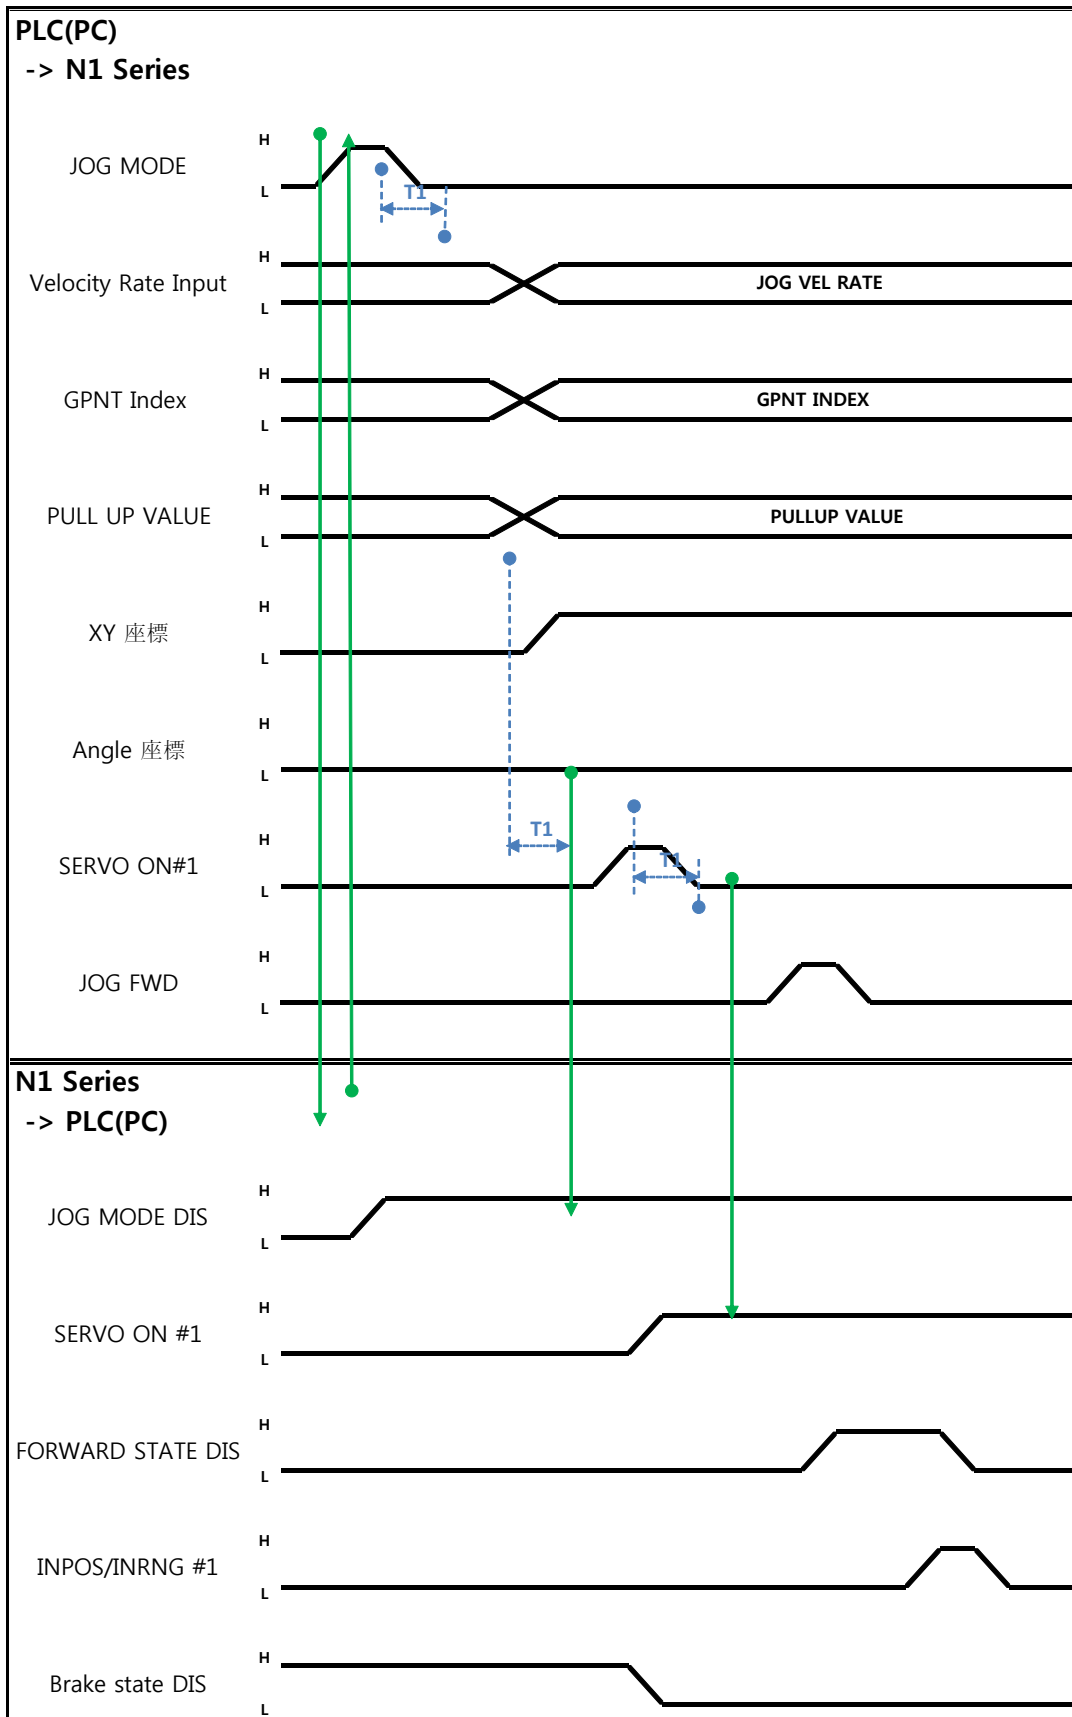 PLC(PC)
-> N1 Series
H
JOG MODE
L
T1
H
Velocity Rate Input
JOG VEL RATE
L
H
GPNT Index
GPNT INDEX
L
H
PULL UP VALUE
PULLUP VALUE
L
H
XY 座標
L
H
Angle 座標
L
T1
H
SERVO ON#1
T1
L
H
JOG FWD
L
N1 Series
-> PLC(PC)
H
JOG MODE DIS
L
H
SERVO ON #1
L
H
FORWARD STATE DIS
L
H
INPOS/INRNG #1
L
H
Brake state DIS
L